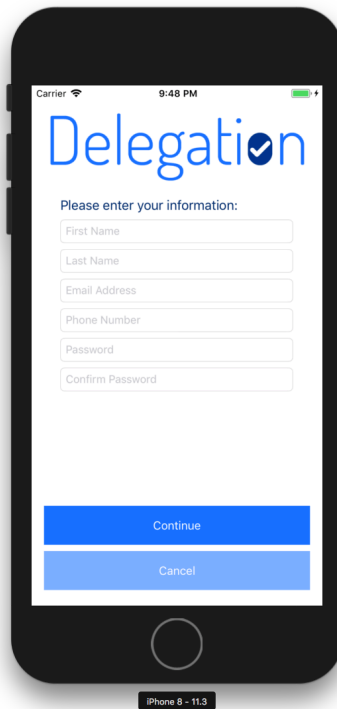 Carrier 9:48 PM
Delegation
Please enter your information:
First Name
Last Name
Email Address
Phone Number
Password
Confirm Password
Continue
Cancel
iPhone 8 - 11.3